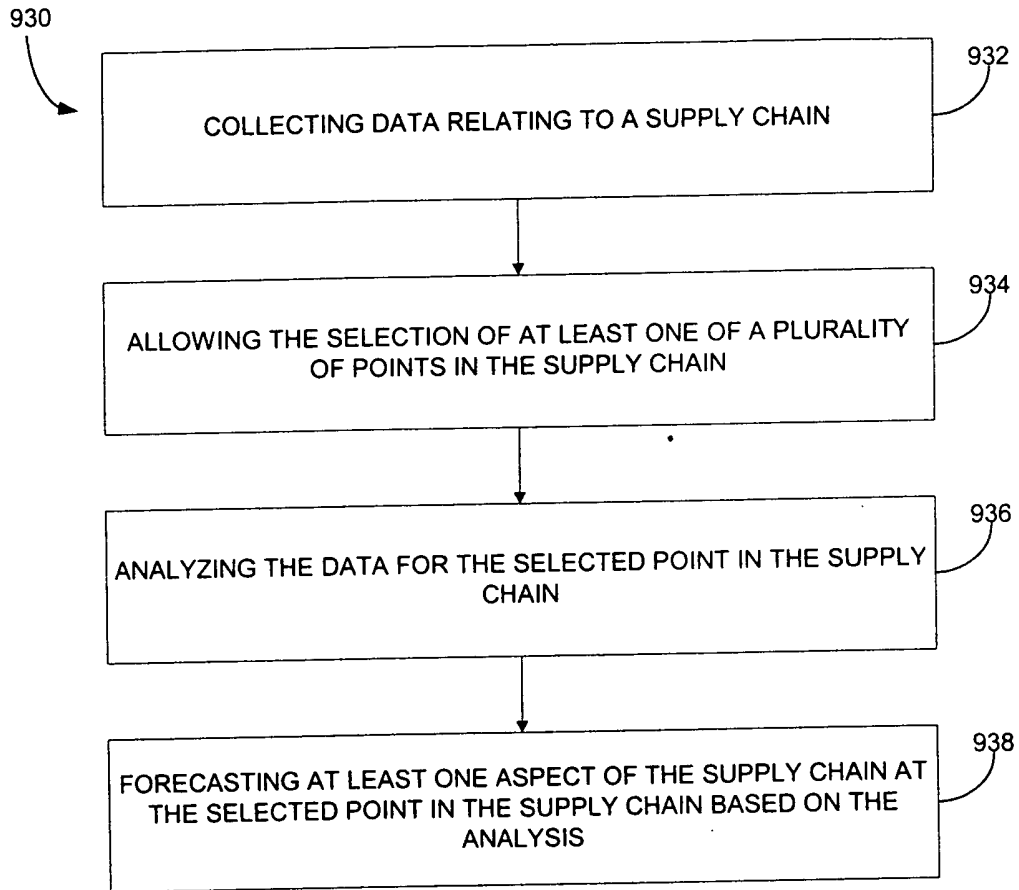 930
932
COLLECTING DATA RELATING TO A SUPPLY CHAIN
934
ALLOWING THE SELECTION OF AT LEAST ONE OF A PLURALITY
OF POINTS IN THE SUPPLY CHAIN
936
ANALYZING THE DATA FOR THE SELECTED POINT IN THE SUPPLY
CHAIN
938
FORECASTING AT LEAST ONE ASPECT OF THE SUPPLY CHAIN AT
THE SELECTED POINT IN THE SUPPLY CHAIN BASED ON THE
ANALYSIS